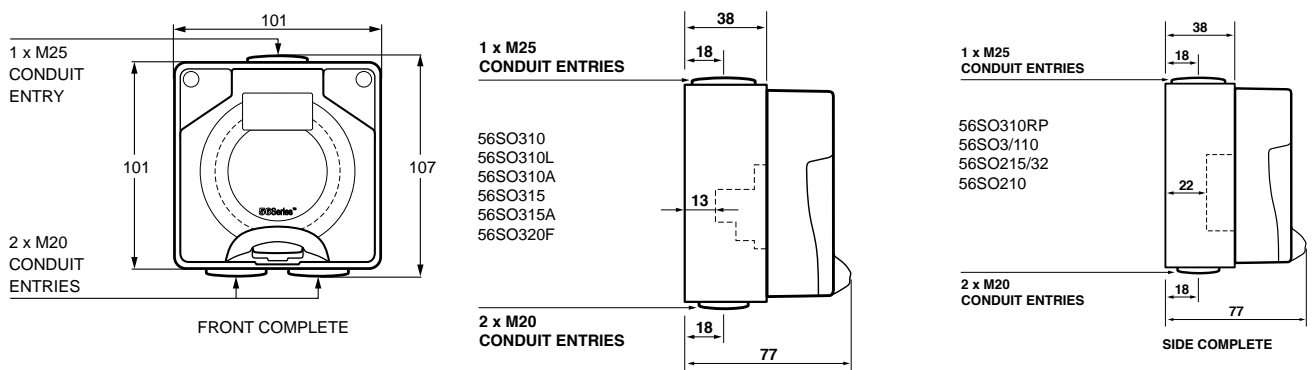 101
1 x M25
CONDUIT
ENTRY
101
107
56Series™
2 x M20
CONDUIT
ENTRIES
FRONT COMPLETE
38
18
1 x M25
CONDUIT ENTRIES
56SO310
56SO310L
56SO310A
56SO315
56SO315A
56SO320F
13
2 x M20
CONDUIT ENTRIES
18
77
38
18
1 x M25
CONDUIT ENTRIES
56SO310RP
56SO3/110
56SO215/32
56SO210
22
2 x M20
CONDUIT ENTRIES
18
77
SIDE COMPLETE